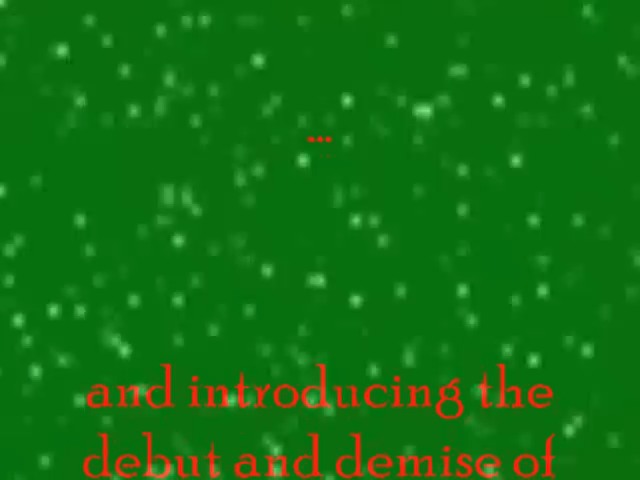 ...
and introducing the
debut and demise of